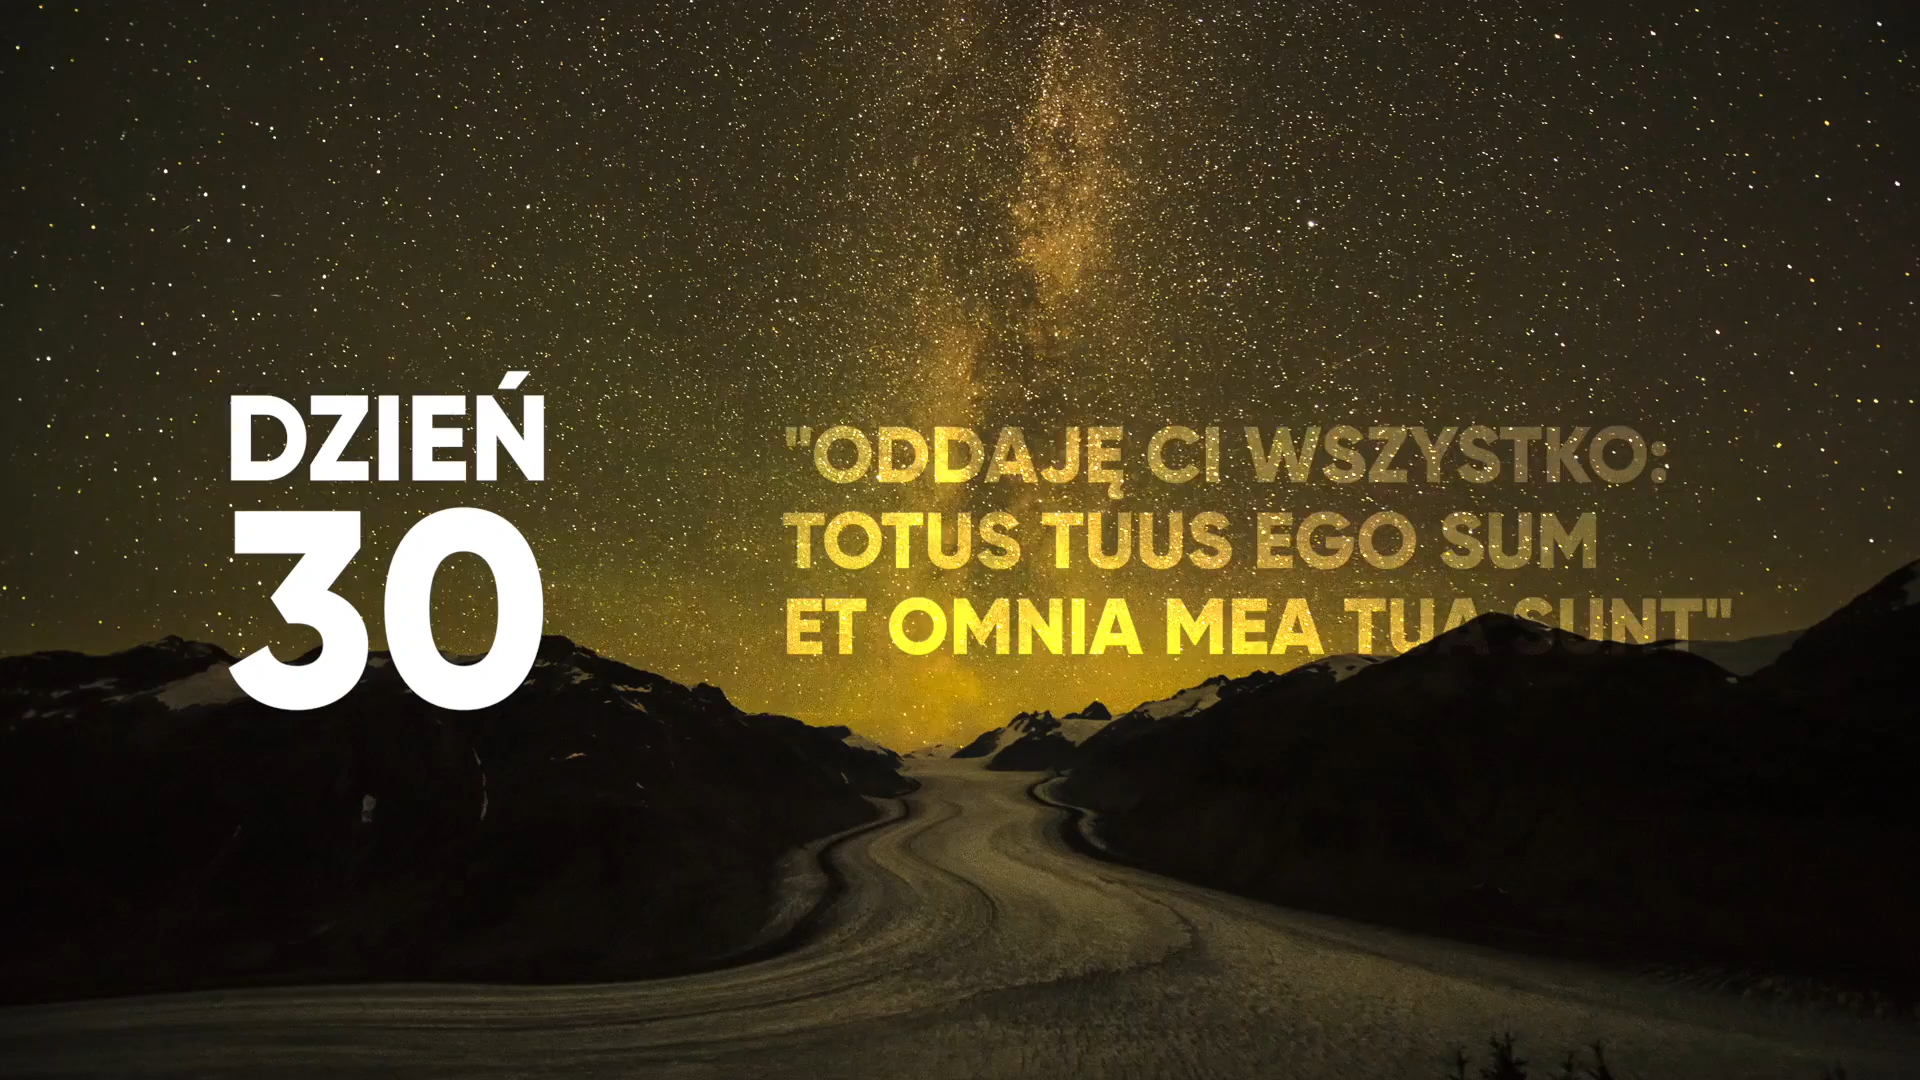 DZIEŃ
30
"ODDAJĘ CI WSZYSTKO:
TOTUS TUUS EGO SUM
ET OMNIA MEA TUA SUNT"